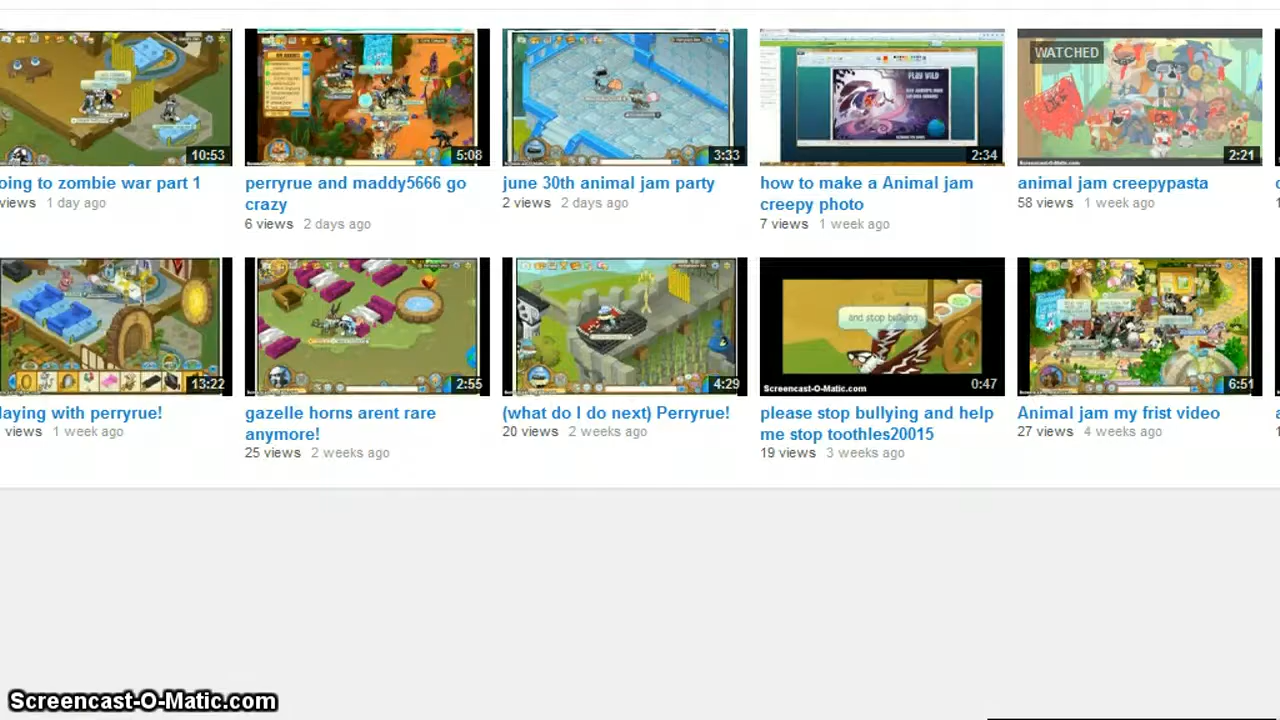 WATCHED
10:53
5:08
3:33
2:34
2:21
oing to zombie war part 1
perryrue and maddy5666 go
crazy
june 30th animal jam party
how to make a Animal jam
creepy photo
animal jam creepypasta
views 1 day ago
6 views 2 days ago
2 views 2 days ago
7 views 1 week ago
58 views 1 week ago
PLAY WILD
and stop bullying
Screencast-O-Matic.com
13:22
2:55
4:29
0:47
6:51
laying with perryrue!
gazelle horns arent rare
anymore!
(what do I do next) Perryrue!
please stop bullying and help
me stop toothles20015
Animal jam my frist video
views 1 week ago
25 views 2 weeks ago
20 views 2 weeks ago
19 views 3 weeks ago
27 views 4 weeks ago
Screencast-O-Matic.com